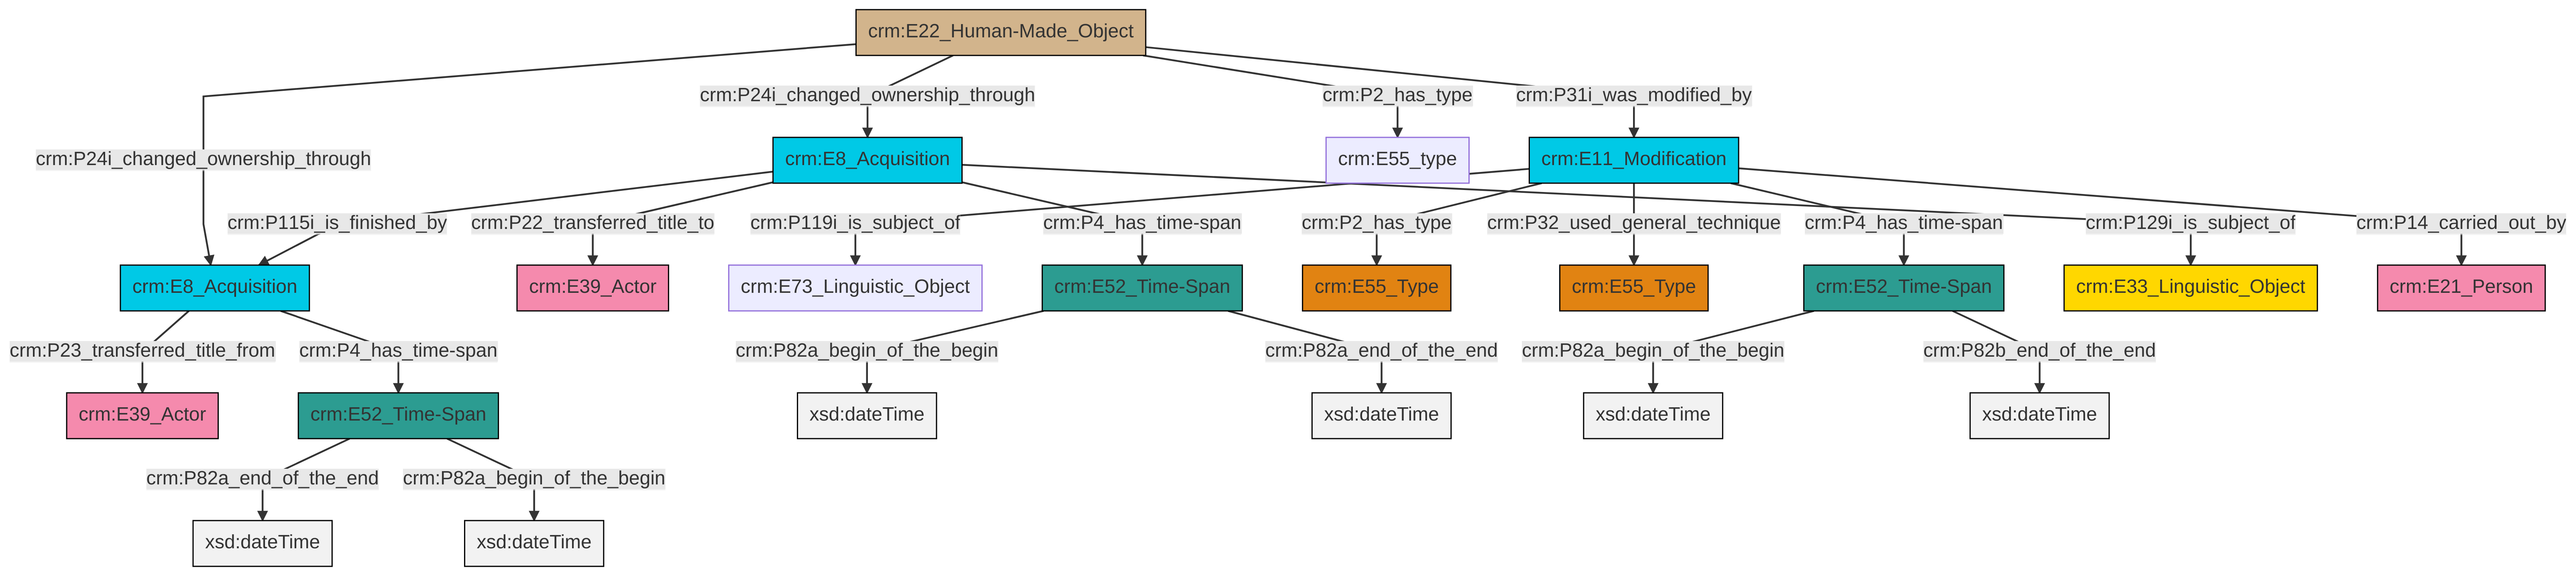 crm:E22_Human-Made_Object
crm:P24i_changed_ownership_through
crm:P2_has_type
crm:P31i_was_modified_by
crm:P24i_changed_ownership_through
crm:E8_Acquisition
crm:E55_type
crm:E11_Modification
crm:P115i_is_finished_by
crm:P22_transferred_title_to
crm:P119i_is_subject_of
crm:P4_has_time-span
crm:P2_has_type
crm:P32_used_general_technique
crm:P4_has_time-span
crm:P129i_is_subject_of
crm:P14_carried_out_by
crm:E8_Acquisition
crm:E39_Actor
crm:E73_Linguistic_Object
crm:E52_Time-Span
crm:E55_Type
crm:E55_Type
crm:E52_Time-Span
crm:E33_Linguistic_Object
crm:E21_Person
crm:P23_transferred_title_from
crm:P4_has_time-span
crm:P82a_begin_of_the_begin
crm:P82a_end_of_the_end
crm:P82a_begin_of_the_begin
crm:P82b_end_of_the_end
crm:E39_Actor
crm:E52_Time-Span
xsd:dateTime
xsd:dateTime
xsd:dateTime
xsd:dateTime
crm:P82a_end_of_the_end
crm:P82a_begin_of_the_begin
xsd:dateTime
xsd:dateTime